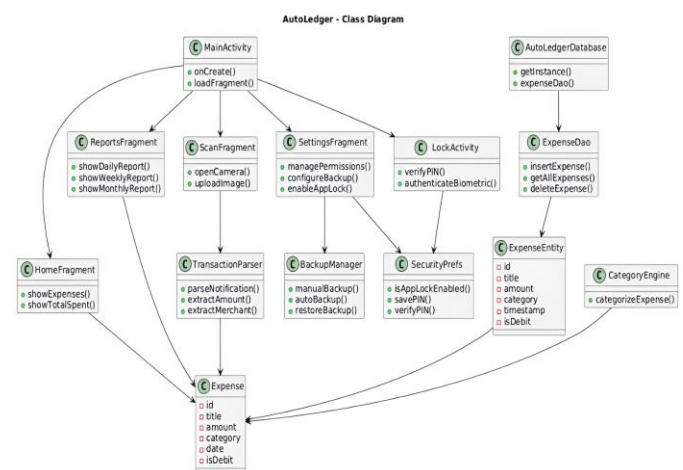 AutoLedger - Class Diagram
C MainActivity
onCreate()
loadFragment()
C AutoLedgerDatabase
getInstance()
expenseDao()
C ReportsFragment
showDailyReport()
showWeeklyReport()
showMonthlyReport()
C ScanFragment
openCamera()
uploadImage()
C SettingsFragment
managePermissions()
configureBackup()
enableAppLock()
C LockActivity
verifyPIN()
authenticateBiometric()
C ExpenseDao
insertExpense()
getAllExpenses()
deleteExpense()
C HomeFragment
showExpenses()
showTotalSpent()
C TransactionParser
parseNotification()
extractAmount()
extractMerchant()
C BackupManager
manualBackup()
autoBackup()
restoreBackup()
C SecurityPrefs
isAppLockEnabled()
savePIN()
verifyPIN()
C ExpenseEntity
id
title
amount
category
timestamp
isDebit
C CategoryEngine
categorizeExpense()
C Expense
id
title
amount
category
date
isDebit